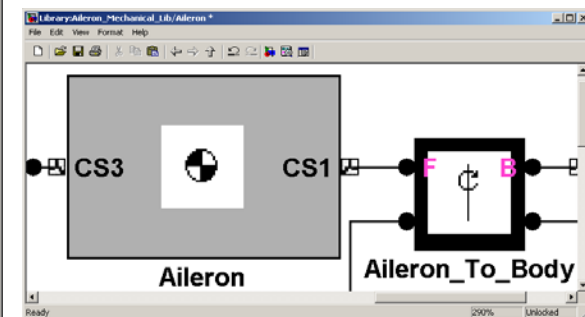 Library:Aileron_Mechanical_Lib/Aileron *
File Edit View Format Help
CS3 CS1 F B
Aileron Aileron_To_Body
Ready 290% Unlocked